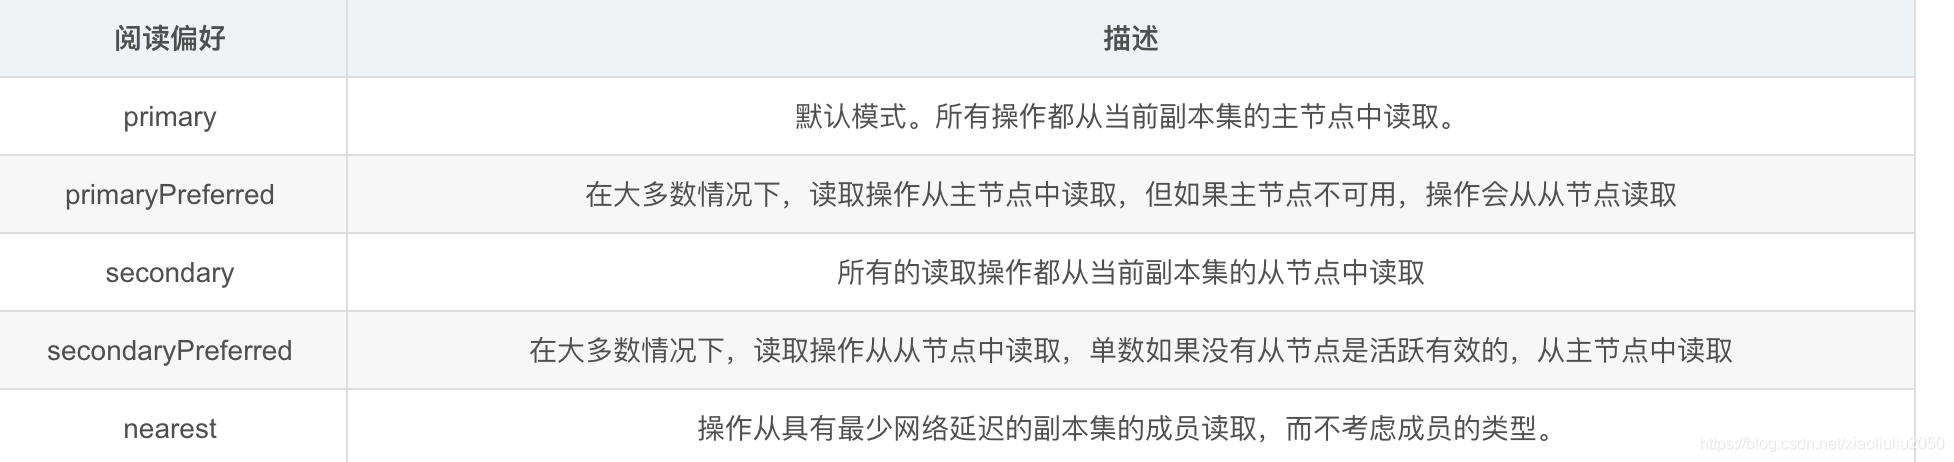 阅读偏好 描述
primary 默认模式。所有操作都从当前副本集的主节点中读取。
primaryPreferred 在大多数情况下，读取操作从主节点中读取，但如果主节点不可用，操作会从从节点读取
secondary 所有的读取操作都从当前副本集的从节点中读取
secondaryPreferred 在大多数情况下，读取操作从从节点中读取，单数如果没有从节点是活跃有效的，从主节点中读取
nearest 操作从具有最少网络延迟的副本集的成员读取，而不考虑成员的类型。
https://blog.csdn.net/xiaoliuliu2050